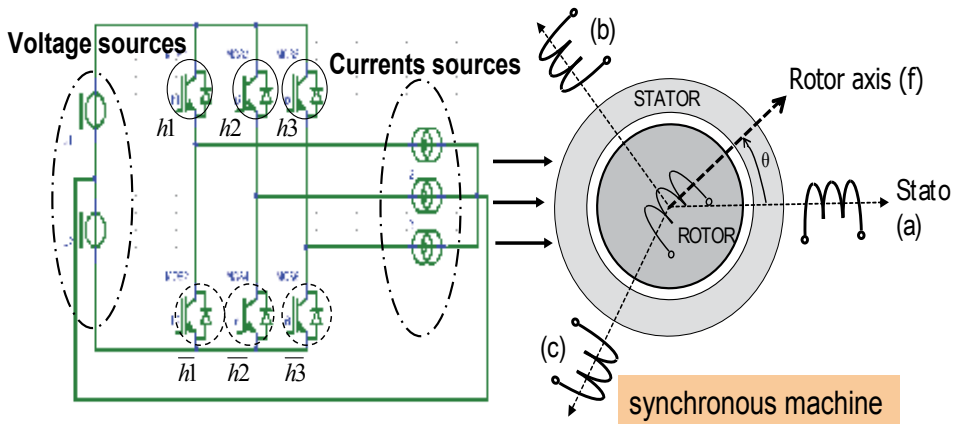 Voltage sources
Currents sources
h1
h2
h3
h1
h2
h3
(b)
STATOR
Rotor axis (f)
θ
Stato
(a)
ROTOR
(c)
synchronous machine